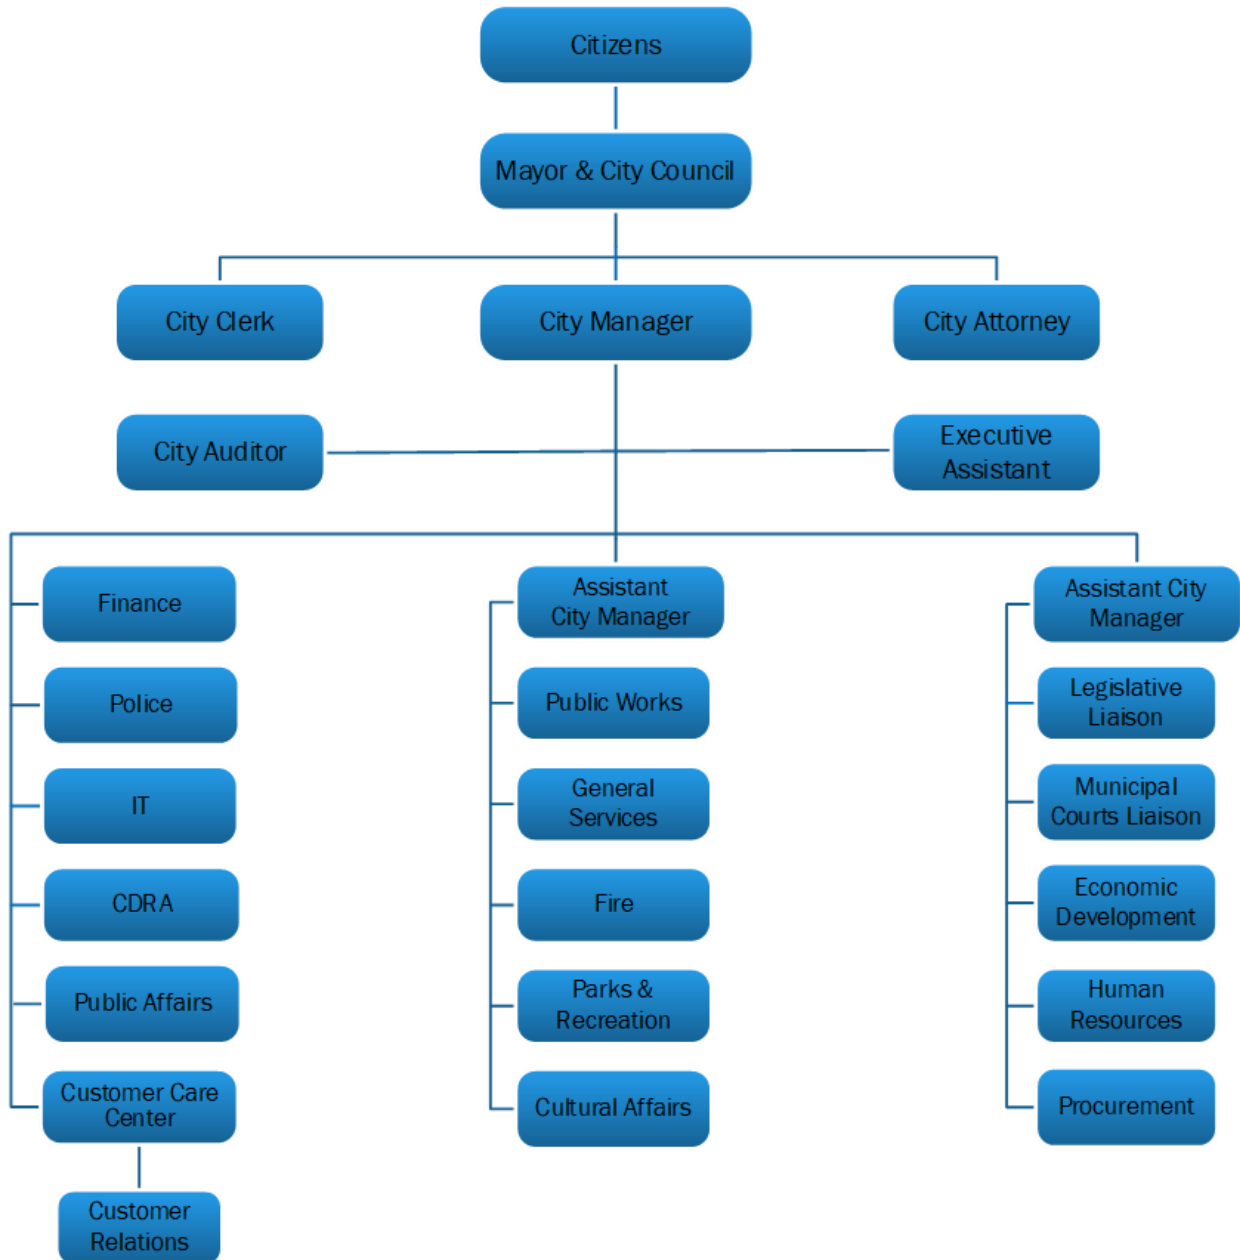 Citizens
Mayor & City Council
City Clerk
City Manager
City Attorney
City Auditor
Executive
Assistant
Finance
Police
IT
CDRA
Public Affairs
Customer Care
Center
Customer
Relations
Assistant
City Manager
Public Works
General
Services
Fire
Parks &
Recreation
Cultural Affairs
Assistant City
Manager
Legislative
Liaison
Municipal
Courts Liaison
Economic
Development
Human
Resources
Procurement